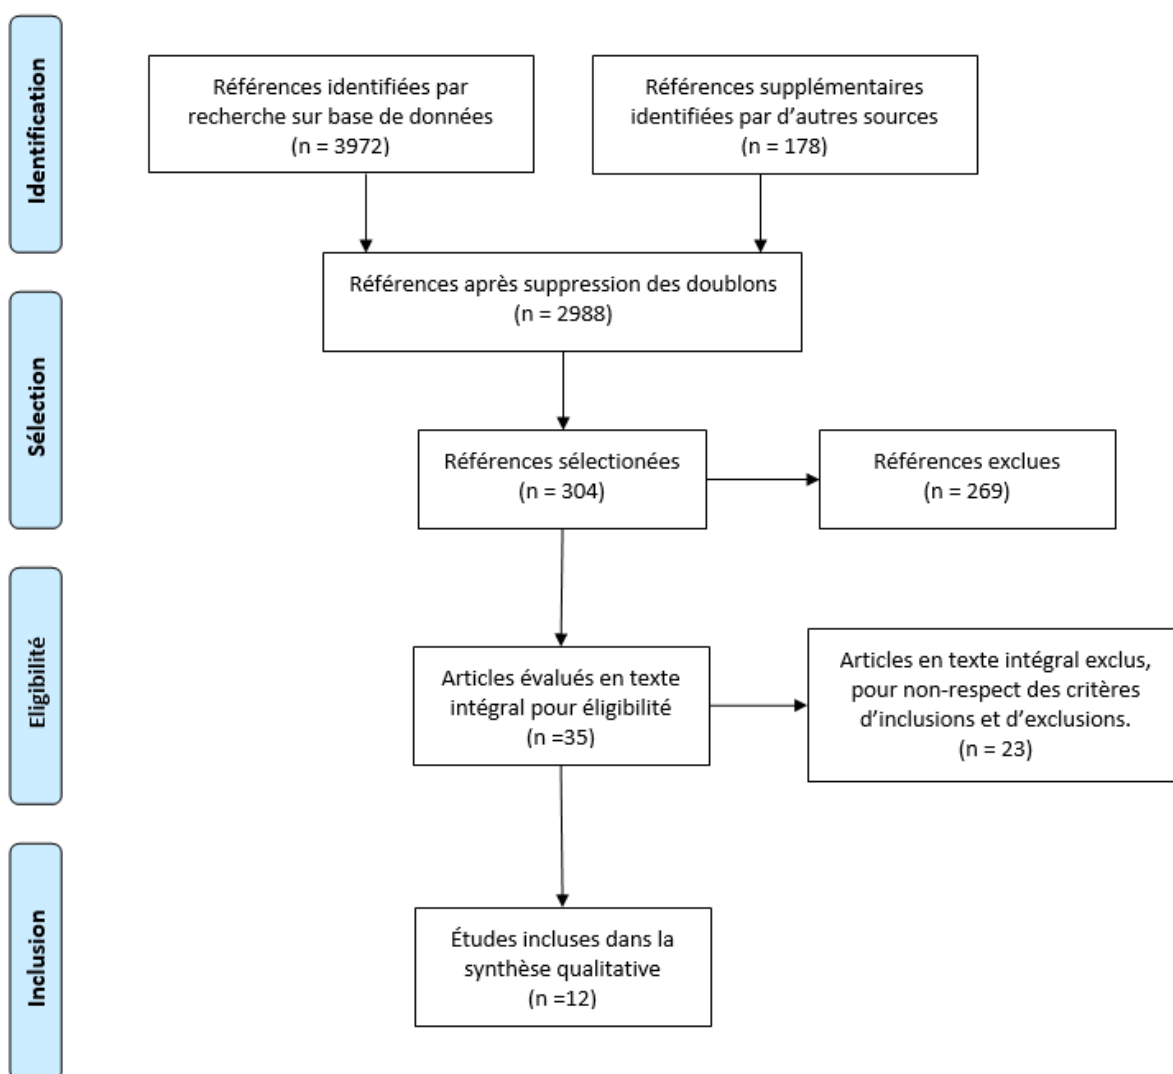 Identification
Références identifiées par
recherche sur base de données
(n = 3972)
Références supplémentaires
identifiées par d'autres sources
(n = 178)
Références après suppression des doublons
(n = 2988)
Sélection
Références sélectionées
(n = 304)
Références exclues
(n = 269)
Eligibilité
Articles évalués en texte
intégral pour éligibilité
(n =35)
Articles en texte intégral exclus,
pour non-respect des critères
d'inclusions et d'exclusions.
(n = 23)
Inclusion
Études incluses dans la
synthèse qualitative
(n =12)